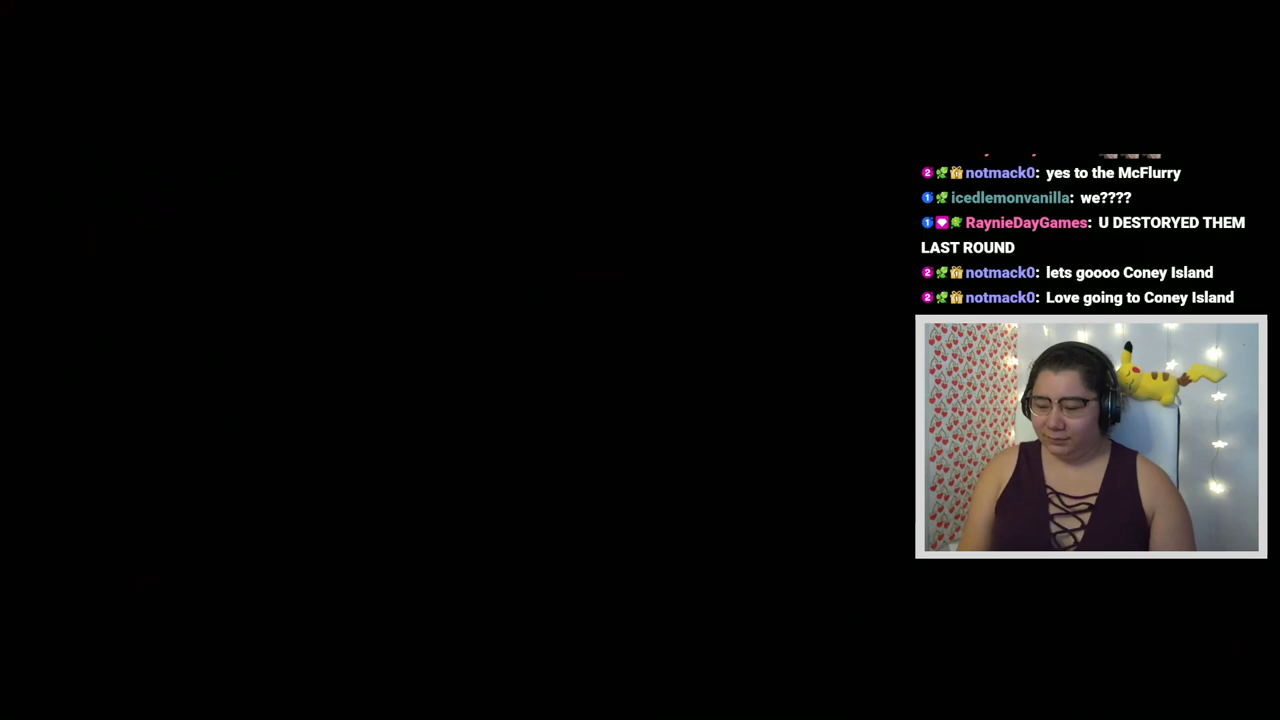 notmack0: yes to the McFlurry
icedlemonvanilla: we????
RaynieDayGames: U DESTORYED THEM
LAST ROUND
notmack0: lets goooo Coney Island
notmack0: Love going to Coney Island